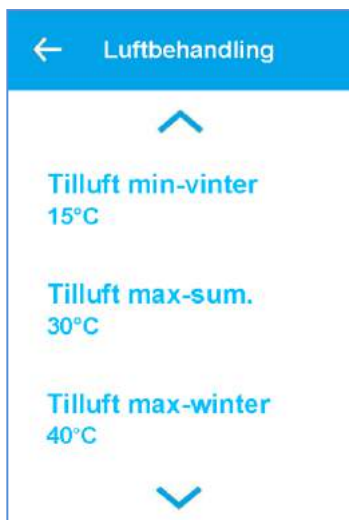 Luftbehandling
Tilluft min-vinter
15°C
Tilluft max-sum.
30°C
Tilluft max-winter
40°C